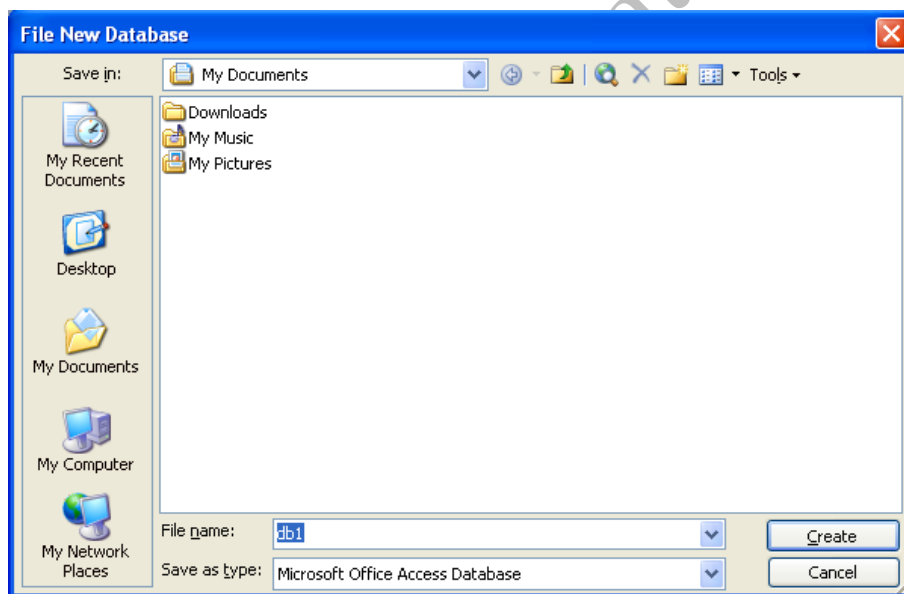 File New Database
Save in:
My Documents
Tools
Downloads
My Music
My Pictures
My Recent
Documents
Desktop
My Documents
My Computer
My Network
Places
File name:
db1
Create
Save as type:
Microsoft Office Access Database
Cancel